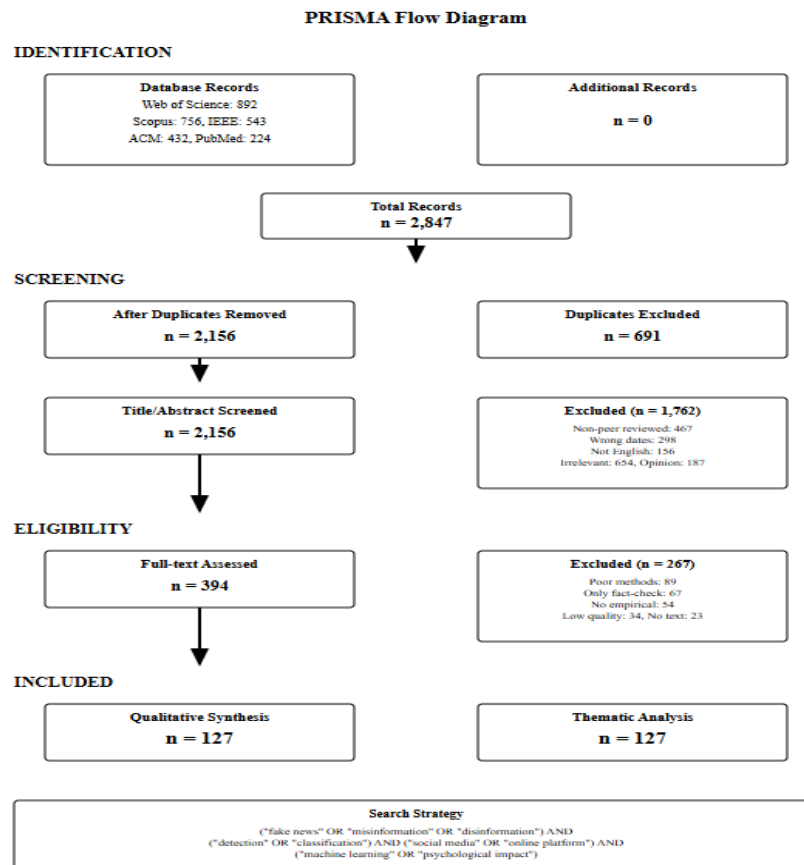 PRISMA Flow Diagram
IDENTIFICATION
Database Records
Web of Science: 892
Scopus: 756, IEEE: 543
ACM: 432, PubMed: 224
Additional Records
n = 0
Total Records
n = 2,847
SCREENING
After Duplicates Removed
n = 2,156
Duplicates Excluded
n = 691
Title/Abstract Screened
n = 2,156
Excluded (n = 1,762)
Non-peer reviewed: 467
Wrong dates: 298
Not English: 156
Irrelevant: 654, Opinion: 187
ELIGIBILITY
Full-text Assessed
n = 394
Excluded (n = 267)
Poor methods: 89
Only fact-check: 67
No empirical: 54
Low quality: 34, No text: 23
INCLUDED
Qualitative Synthesis
n = 127
Thematic Analysis
n = 127
Search Strategy
("fake news" OR "misinformation" OR "disinformation") AND
("detection" OR "classification") AND ("social media" OR "online platform") AND
("machine learning" OR "psychological impact")